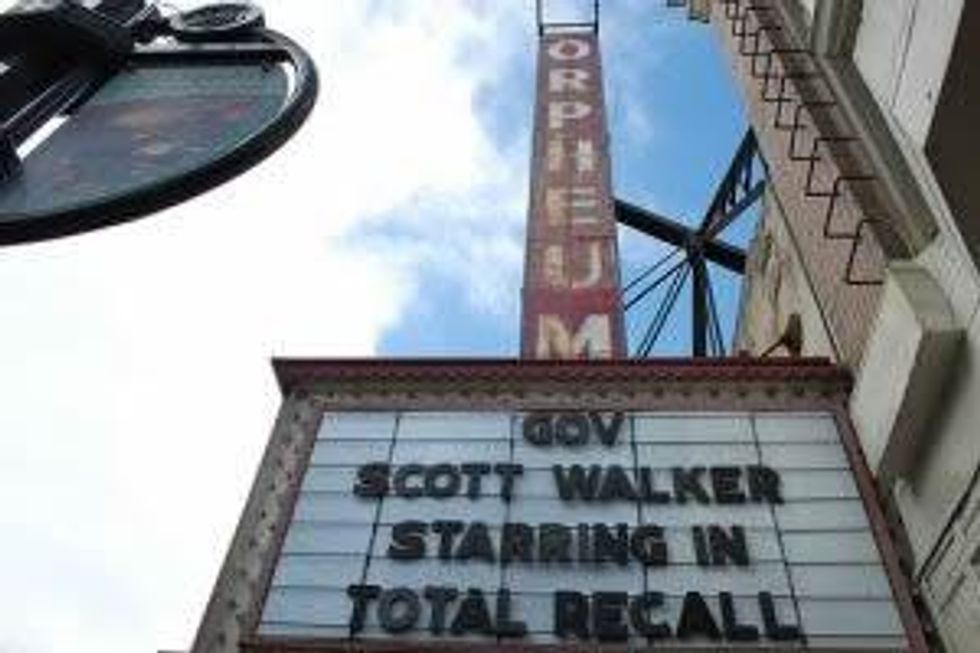 ORPHEUM
GOV
SCOTT WALKER
STARRING IN
TOTAL RECALL